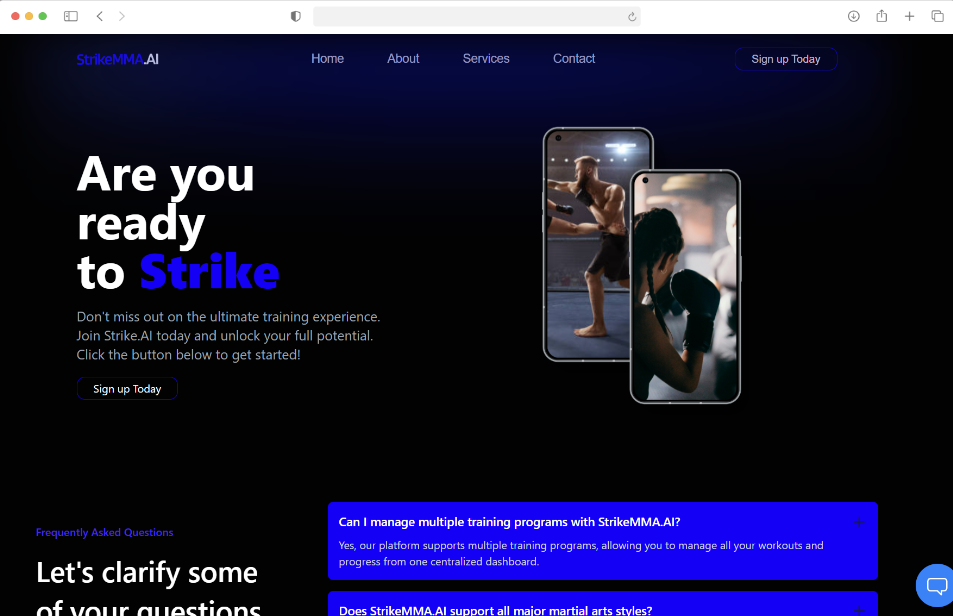 StrikeMMA.AI
Home
About
Services
Contact
Sign up Today
Are you
ready
to Strike
Don't miss out on the ultimate training experience.
Join Strike.AI today and unlock your full potential.
Click the button below to get started!
Sign up Today
Frequently Asked Questions
Let's clarify some
of your questions
Can I manage multiple training programs with StrikeMMA.AI?
Yes, our platform supports multiple training programs, allowing you to manage all your workouts and
progress from one centralized dashboard.
Does StrikeMMA.AI support all major martial arts styles?